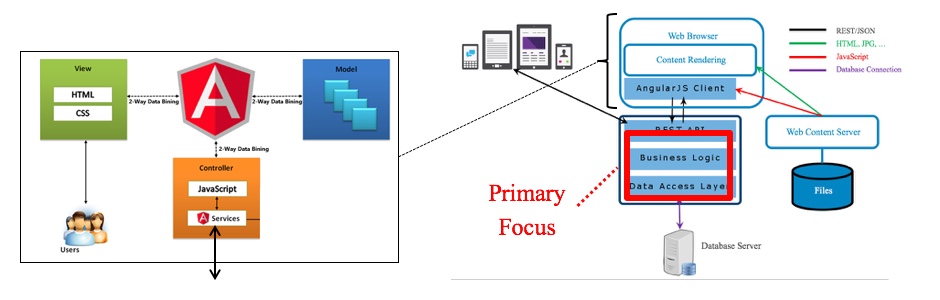 View
HTML
CSS
2-Way Data Bining
A
2-Way Data Bining
Model
2-Way Data Bining
Controller
JavaScript
A Services
Users
Web Browser
Content Rendering
AngularJS Client
REST API
Business Logic
Data Access Layer
Primary
Focus
Database Server
REST/JSON
HTML, JPG, ...
JavaScript
Database Connection
Web Content Server
Files